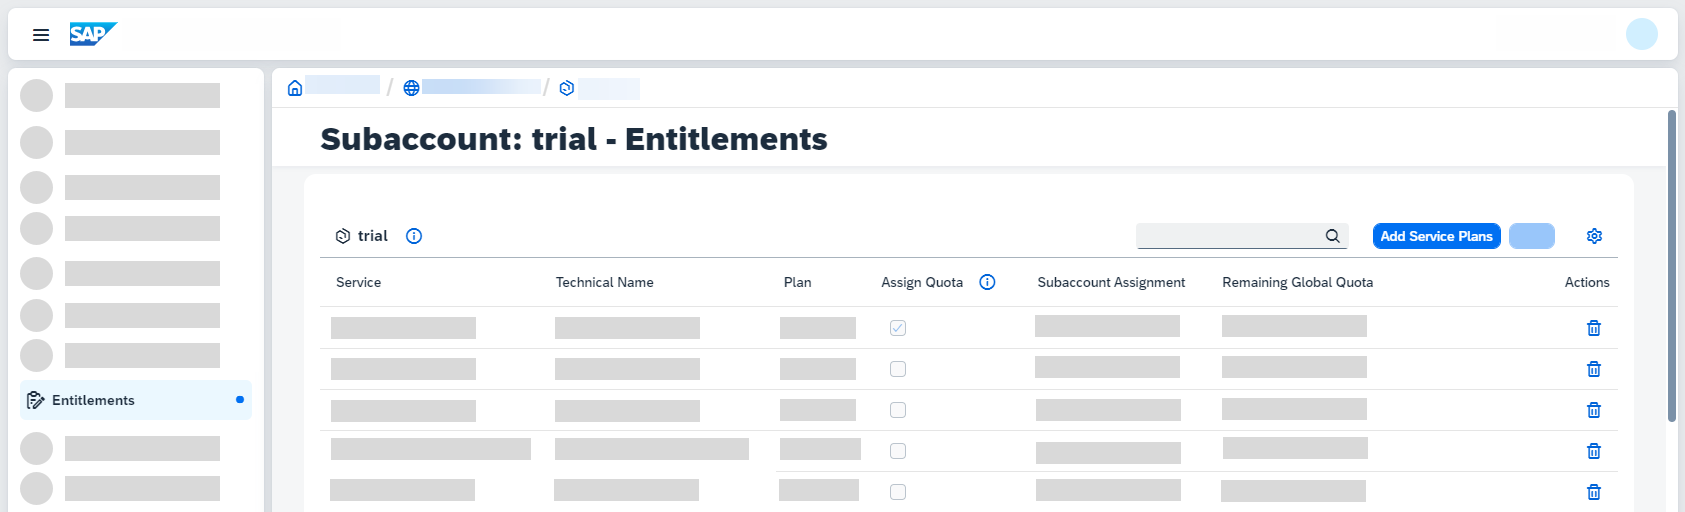 SAP
Subaccount: trial - Entitlements
trial
Add Service Plans
Service
Technical Name
Plan
Assign Quota
Subaccount Assignment
Remaining Global Quota
Actions
Entitlements